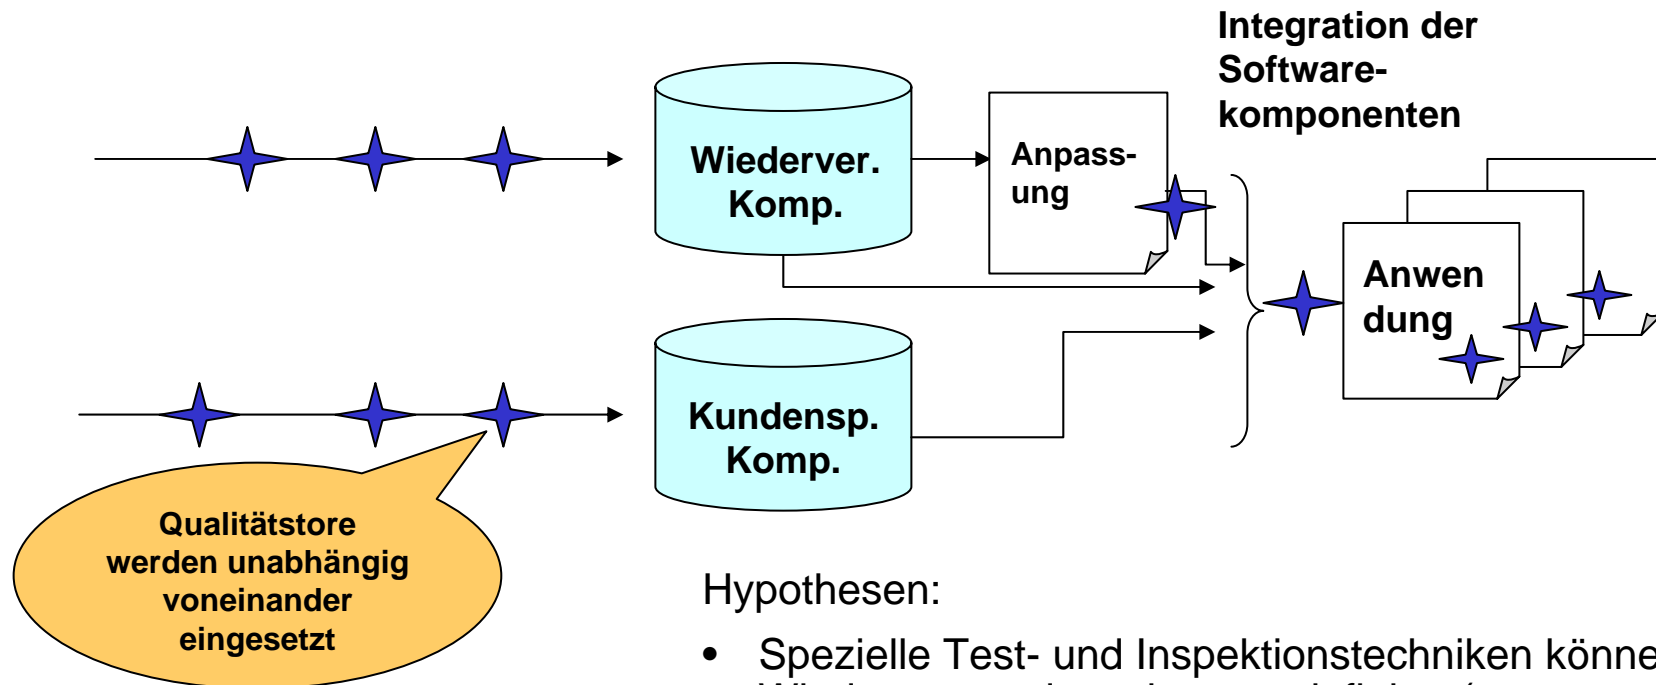 Integration der
Software-
komponenten
Wiederver.
Komp.
Anpass-
ung
Anwen
dung
Kundensp.
Komp.
Qualitätstore
werden unabhängig
voneinander
eingesetzt
Hypothesen:
• Spezielle Test- und Inspektionstechniken könne